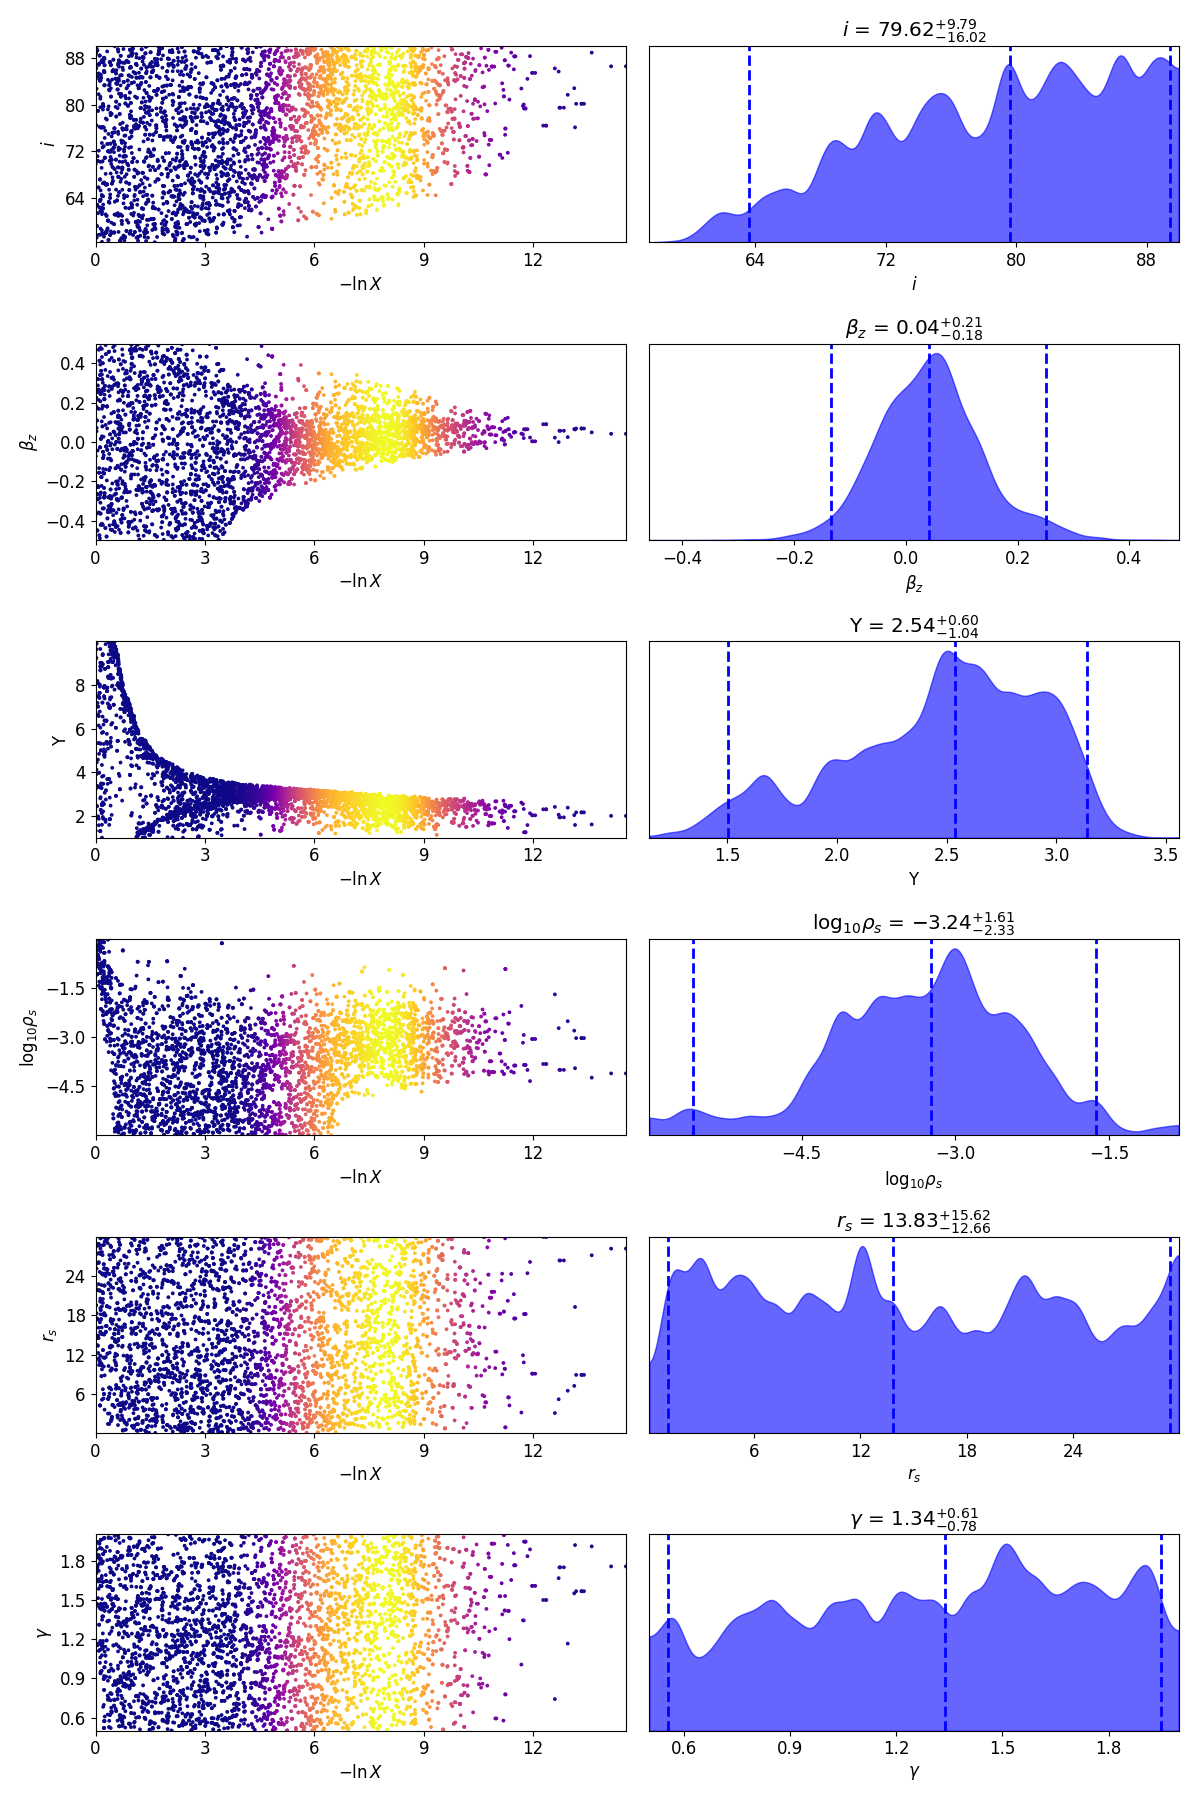 i = 79.62+9.79 −16.02
88
80
72
64
i
0 3 6 9 12
−ln X
64 72 80 88
i
βz = 0.04+0.21 −0.18
0.4
0.2
0.0
−0.2
−0.4
βz
0 3 6 9 12
−ln X
−0.4 −0.2 0.0 0.2 0.4
βz
Y = 2.54+0.60 −1.04
8
6
4
2
Y
0 3 6 9 12
−ln X
1.5 2.0 2.5 3.0 3.5
Y
log10ρs = −3.24+1.61 −2.33
−1.5
−3.0
−4.5
log10ρs
0 3 6 9 12
−ln X
−4.5 −3.0 −1.5
log10ρs
rs = 13.83+15.62 −12.66
24
18
12
6
rs
0 3 6 9 12
−ln X
6 12 18 24
rs
γ = 1.34+0.61 −0.78
1.8
1.5
1.2
0.9
0.6
γ
0 3 6 9 12
−ln X
0.6 0.9 1.2 1.5 1.8
γ